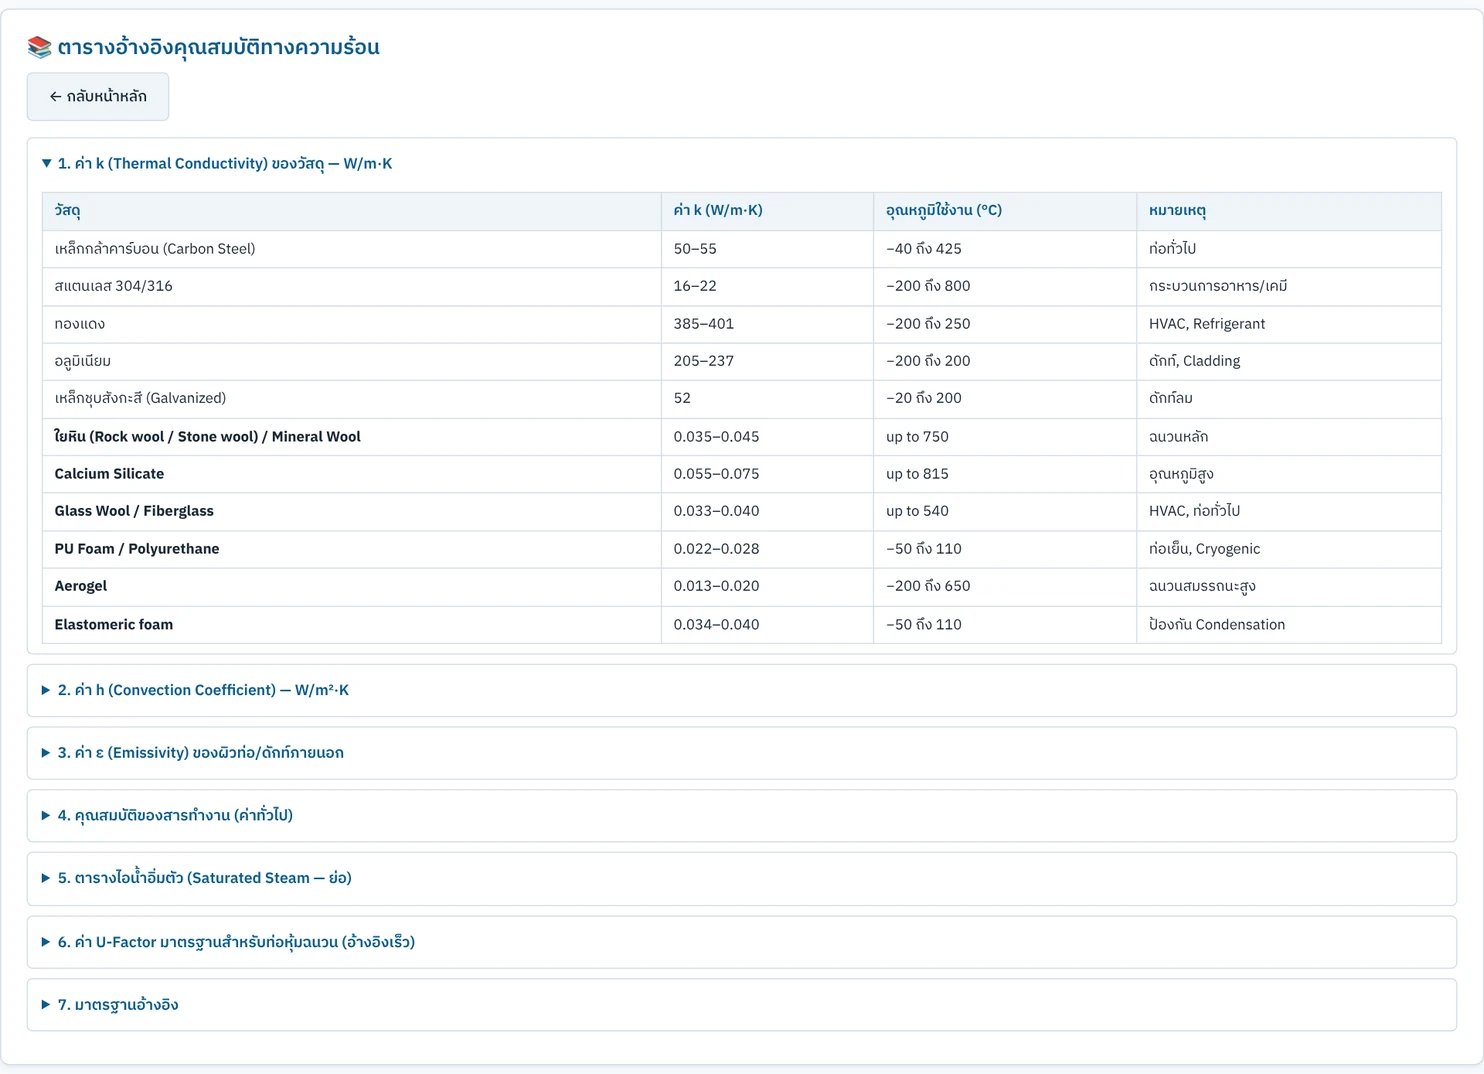 📚 ตารางอ้างอิงคุณสมบัติทางความร้อน
← กลับหน้าหลัก
▼ 1. ค่า k (Thermal Conductivity) ของวัสดุ — W/m·K
วัสดุ ค่า k (W/m·K) อุณหภูมิใช้งาน (°C) หมายเหตุ
เหล็กกล้าคาร์บอน (Carbon Steel) 50–55 −40 ถึง 425 ท่อทั่วไป
สแตนเลส 304/316 16–22 −200 ถึง 800 กระบวนการอาหาร/เคมี
ทองแดง 385–401 −200 ถึง 250 HVAC, Refrigerant
อลูมิเนียม 205–237 −200 ถึง 200 ดักท์, Cladding
เหล็กชุบสังกะสี (Galvanized) 52 −20 ถึง 200 ดักท์ลม
ใยหิน (Rock wool / Stone wool) / Mineral Wool 0.035–0.045 up to 750 ฉนวนหลัก
Calcium Silicate 0.055–0.075 up to 815 อุณหภูมิสูง
Glass Wool / Fiberglass 0.033–0.040 up to 540 HVAC, ท่อทั่วไป
PU Foam / Polyurethane 0.022–0.028 −50 ถึง 110 ท่อเย็น, Cryogenic
Aerogel 0.013–0.020 −200 ถึง 650 ฉนวนสมรรถนะสูง
Elastomeric foam 0.034–0.040 −50 ถึง 110 ป้องกัน Condensation
▶ 2. ค่า h (Convection Coefficient) — W/m²·K
▶ 3. ค่า ε (Emissivity) ของผิวท่อ/ดักท์ภายนอก
▶ 4. คุณสมบัติของสารทำงาน (ค่าทั่วไป)
▶ 5. ตารางไอน้ำอิ่มตัว (Saturated Steam — ย่อ)
▶ 6. ค่า U-Factor มาตรฐานสำหรับท่อหุ้มฉนวน (อ้างอิงเร็ว)
▶ 7. มาตรฐานอ้างอิง